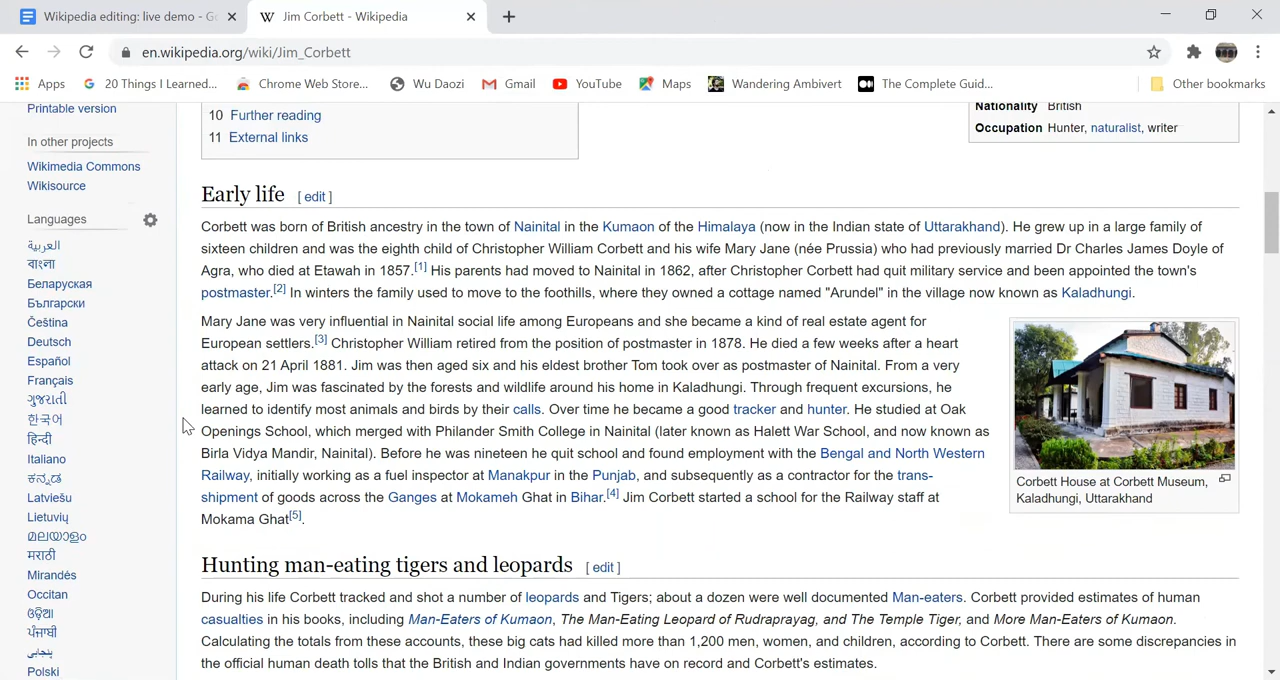 Wikipedia editing: live demo - Go
Jim Corbett - Wikipedia
en.wikipedia.org/wiki/Jim_Corbett
Apps
20 Things I Learned...
Chrome Web Store...
Wu Daozi
Gmail
YouTube
Maps
Wandering Ambivert
The Complete Guid...
Other bookmarks
Printable version
In other projects
Wikimedia Commons
Wikisource
Languages
العربية
বাংলা
Беларуская
Български
Čeština
Deutsch
Español
Français
ગુજરાતી
한국어
हिन्दी
Italiano
ಕನ್ನಡ
Latviešu
Lietuvių
മലയാളം
मराठी
Mirandés
Occitan
ଓଡ଼ିଆ
ਪੰਜਾਬੀ
پنجابی
Polski
10 Further reading
11 External links
Nationality British
Occupation Hunter, naturalist, writer
Early life [ edit ]
Corbett was born of British ancestry in the town of Nainital in the Kumaon of the Himalaya (now in the Indian state of Uttarakhand). He grew up in a large family of
sixteen children and was the eighth child of Christopher William Corbett and his wife Mary Jane (née Prussia) who had previously married Dr Charles James Doyle of
Agra, who died at Etawah in 1857.[1] His parents had moved to Nainital in 1862, after Christopher Corbett had quit military service and been appointed the town's
postmaster.[2] In winters the family used to move to the foothills, where they owned a cottage named "Arundel" in the village now known as Kaladhungi.
Mary Jane was very influential in Nainital social life among Europeans and she became a kind of real estate agent for
European settlers.[3] Christopher William retired from the position of postmaster in 1878. He died a few weeks after a heart
attack on 21 April 1881. Jim was then aged six and his eldest brother Tom took over as postmaster of Nainital. From a very
early age, Jim was fascinated by the forests and wildlife around his home in Kaladhungi. Through frequent excursions, he
learned to identify most animals and birds by their calls. Over time he became a good tracker and hunter. He studied at Oak
Openings School, which merged with Philander Smith College in Nainital (later known as Halett War School, and now known as
Birla Vidya Mandir, Nainital). Before he was nineteen he quit school and found employment with the Bengal and North Western
Railway, initially working as a fuel inspector at Manakpur in the Punjab, and subsequently as a contractor for the trans-
shipment of goods across the Ganges at Mokameh Ghat in Bihar.[4] Jim Corbett started a school for the Railway staff at
Mokama Ghat[5].
Corbett House at Corbett Museum,
Kaladhungi, Uttarakhand
Hunting man-eating tigers and leopards [ edit ]
During his life Corbett tracked and shot a number of leopards and Tigers; about a dozen were well documented Man-eaters. Corbett provided estimates of human
casualties in his books, including Man-Eaters of Kumaon, The Man-Eating Leopard of Rudraprayag, and The Temple Tiger, and More Man-Eaters of Kumaon.
Calculating the totals from these accounts, these big cats had killed more than 1,200 men, women, and children, according to Corbett. There are some discrepancies in
the official human death tolls that the British and Indian governments have on record and Corbett's estimates.